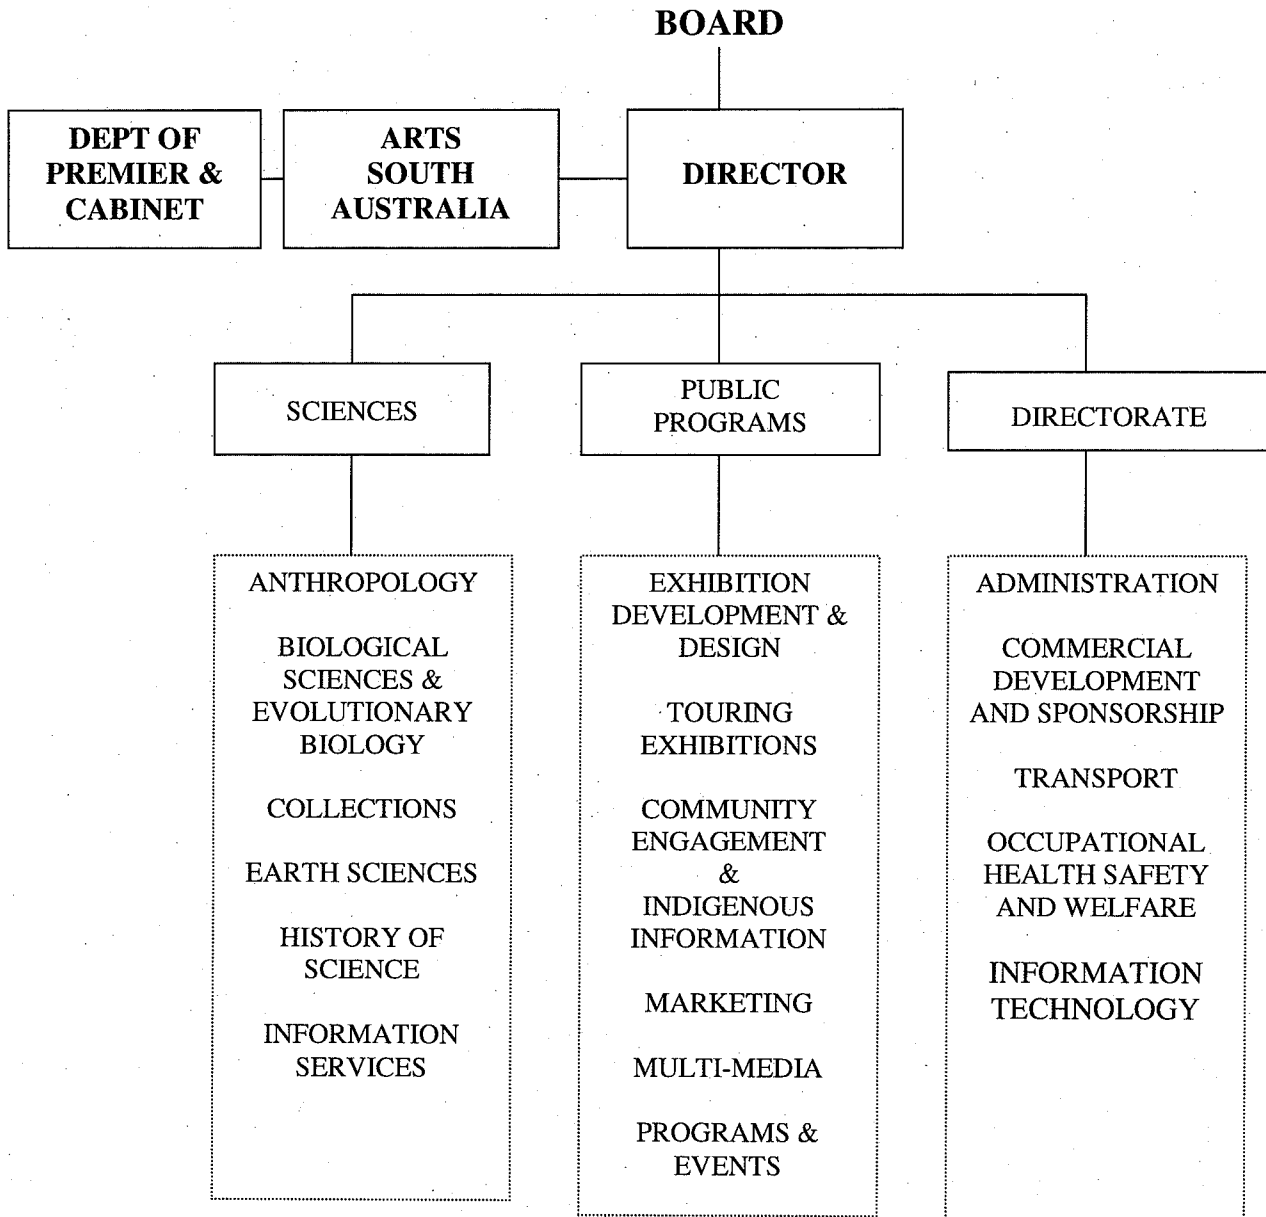 BOARD
DEPT OF
PREMIER &
CABINET
ARTS
SOUTH
AUSTRALIA
DIRECTOR
SCIENCES
PUBLIC
PROGRAMS
DIRECTORATE
ANTHROPOLOGY
BIOLOGICAL
SCIENCES &
EVOLUTIONARY
BIOLOGY
COLLECTIONS
EARTH SCIENCES
HISTORY OF
SCIENCE
INFORMATION
SERVICES
EXHIBITION
DEVELOPMENT &
DESIGN
TOURING
EXHIBITIONS
COMMUNITY
ENGAGEMENT
&
INDIGENOUS
INFORMATION
MARKETING
MULTI-MEDIA
PROGRAMS &
EVENTS
ADMINISTRATION
COMMERCIAL
DEVELOPMENT
AND SPONSORSHIP
TRANSPORT
OCCUPATIONAL
HEALTH SAFETY
AND WELFARE
INFORMATION
TECHNOLOGY